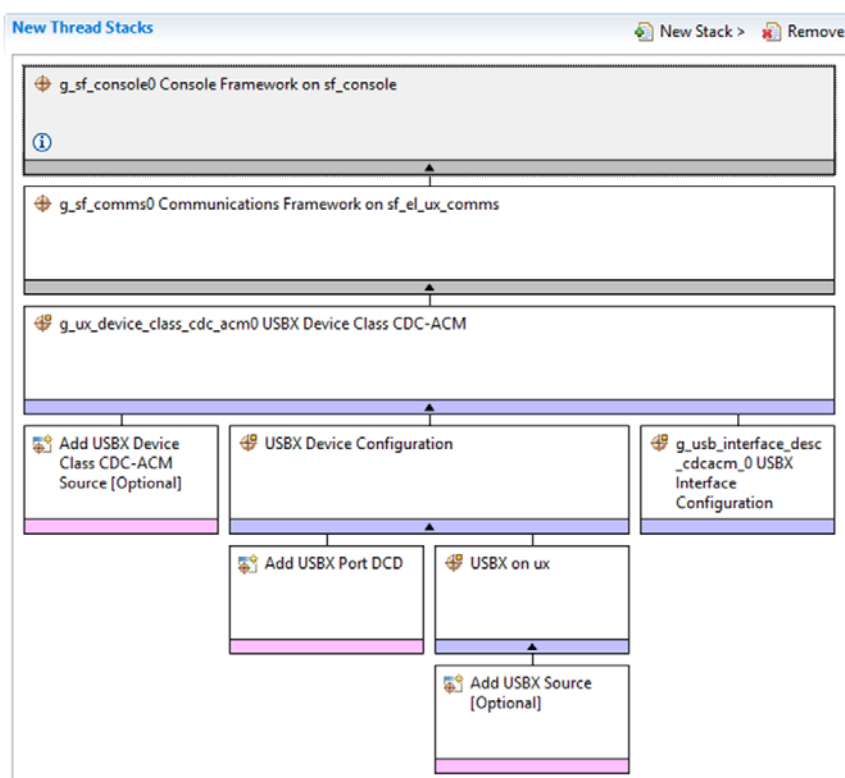 New Thread Stacks
New Stack >
Remove
g_sf_console0 Console Framework on sf_console
g_sf_comms0 Communications Framework on sf_el_ux_comms
g_ux_device_class_cdc_acm0 USBX Device Class CDC-ACM
Add USBX Device
Class CDC-ACM
Source [Optional]
USBX Device Configuration
g_usb_interface_desc
_cdcacm_0 USBX
Interface
Configuration
Add USBX Port DCD
USBX on ux
Add USBX Source
[Optional]